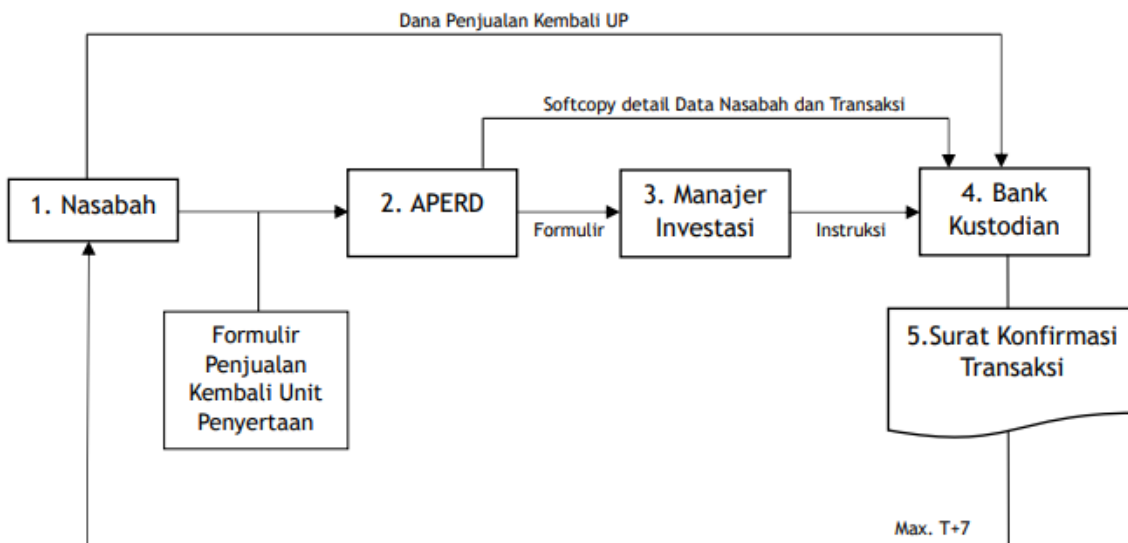 Dana Penjualan Kembali UP
Softcopy detail Data Nasabah dan Transaksi
1. Nasabah
2. APERD
Formulir
3. Manajer
Investasi
Instruksi
4. Bank
Kustodian
Formulir
Penjualan
Kembali Unit
Penyertaan
5.Surat Konfirmasi
Transaksi
Max. T+7